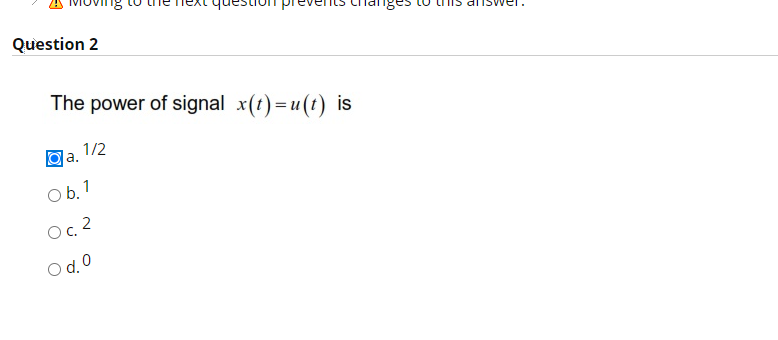 Moving to the next question prevents changes to this answer.
Question 2
The power of signal x(t)=u(t) is
a. 1/2
b. 1
c. 2
d. 0